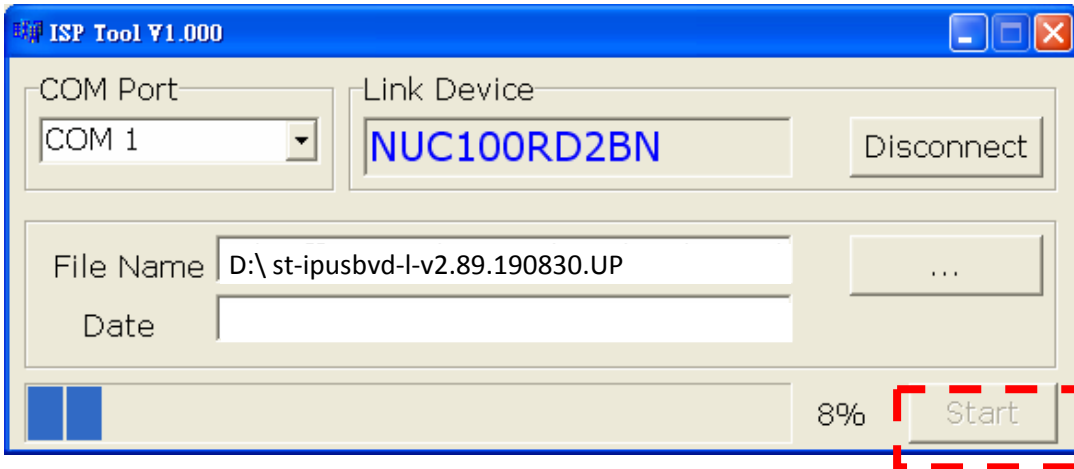 ISP Tool V1.000
COM Port
COM 1
Link Device
NUC100RD2BN
Disconnect
File Name
D:\ st-ipusbvd-l-v2.89.190830.UP
...
Date
8%
Start